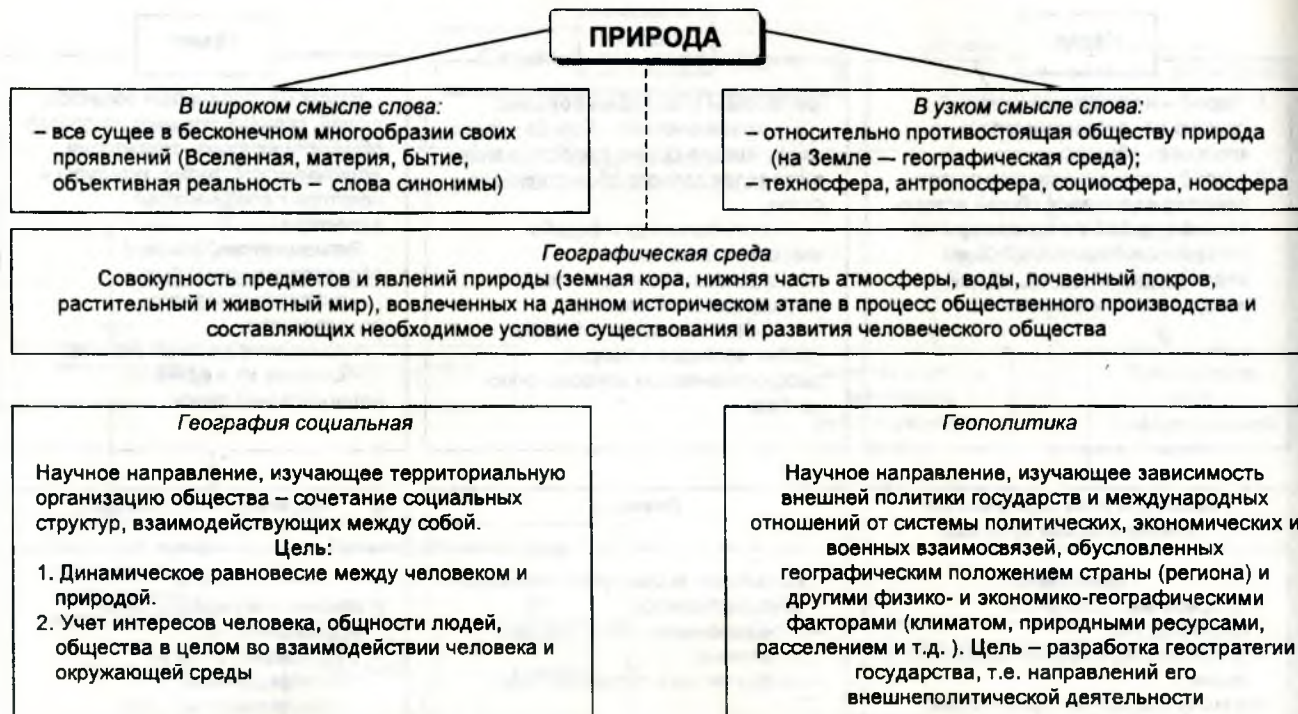 ПРИРОДА
В широком смысле слова:
– все сущее в бесконечном многообразии своих
проявлений (Вселенная, материя, бытие,
объективная реальность – слова синонимы)
В узком смысле слова:
– относительно противостоящая обществу природа
(на Земле — географическая среда);
– техносфера, антропосфера, социосфера, ноосфера
Географическая среда
Совокупность предметов и явлений природы (земная кора, нижняя часть атмосферы, воды, почвенный покров,
растительный и животный мир), вовлеченных на данном историческом этапе в процесс общественного производства и
составляющих необходимое условие существования и развития человеческого общества
География социальная
Научное направление, изучающее территориальную
организацию общества – сочетание социальных
структур, взаимодействующих между собой.
Цель:
1. Динамическое равновесие между человеком и
природой.
2. Учет интересов человека, общности людей,
общества в целом во взаимодействии человека и
окружающей среды
Геополитика
Научное направление, изучающее зависимость
внешней политики государств и международных
отношений от системы политических, экономических и
военных взаимосвязей, обусловленных
географическим положением страны (региона) и
другими физико- и экономико-географическими
факторами (климатом, природными ресурсами,
расселением и т.д. ). Цель – разработка геостратегии
государства, т.е. направлений его
внешнеполитической деятельности